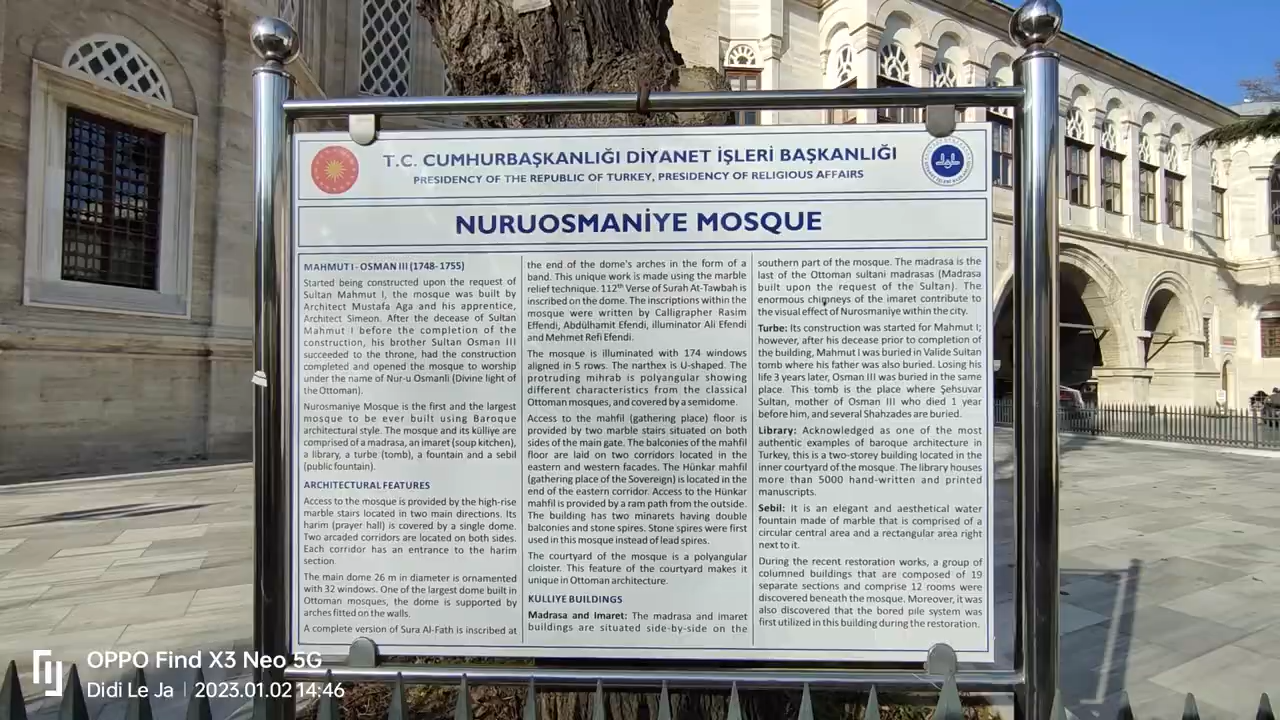 T.C. CUMHURBAŞKANLIĞI DİYANET İŞLERİ BAŞKANLIĞI
PRESIDENCY OF THE REPUBLIC OF TURKEY, PRESIDENCY OF RELIGIOUS AFFAIRS
NURUOSMANİYE MOSQUE
MAHMUT I - OSMAN III (1748-1755)
Started being constructed upon the request of
Sultan Mahmut I, the mosque was built by
Architect Mustafa Aga and his apprentice,
Architect Simeon. After the decease of Sultan
Mahmut I before the completion of the
construction, his brother Sultan Osman III
succeeded to the throne, had the construction
completed and opened the mosque to worship
under the name of Nur-u Osmanli (Divine light of
the Ottoman).
Nurosmaniye Mosque is the first and the largest
mosque to be ever built using Baroque
architectural style. The mosque and its külliye are
comprised of a madrasa, an imaret (soup kitchen),
a library, a turbe (tomb), a fountain and a sebil
(public fountain).
ARCHITECTURAL FEATURES
Access to the mosque is provided by the high-rise
marble stairs located in two main directions. Its
harim (prayer hall) is covered by a single dome.
Two arcaded corridors are located on both sides.
Each corridor has an entrance to the harim
section.
The main dome 26 m in diameter is ornamented
with 32 windows. One of the largest dome built in
Ottoman mosques, the dome is supported by
arches fitted on the walls.
A complete version of Sura Al-Fath is inscribed at
the end of the dome's arches in the form of a
band. This unique work is made using the marble
relief technique. 112th Verse of Surah At-Tawbah is
inscribed on the dome. The inscriptions within the
mosque were written by Calligrapher Rasim
Effendi, Abdülhamit Efendi, illuminator Ali Efendi
and Mehmet Refi Efendi.
The mosque is illuminated with 174 windows
aligned in 5 rows. The narthex is U-shaped. The
protruding mihrab is polyangular showing
different characteristics from the classical
Ottoman mosques, and covered by a semidome.
Access to the mahfil (gathering place) floor is
provided by two marble stairs situated on both
sides of the main gate. The balconies of the mahfil
floor are laid on two corridors located in the
eastern and western facades. The Hünkar mahfil
(gathering place of the Sovereign) is located in the
end of the eastern corridor. Access to the Hünkar
mahfil is provided by a ram path from the outside.
The building has two minarets having double
balconies and stone spires. Stone spires were first
used in this mosque instead of lead spires.
The courtyard of the mosque is a polyangular
cloister. This feature of the courtyard makes it
unique in Ottoman architecture.
KULLIYE BUILDINGS
Madrasa and Imaret: The madrasa and imaret
buildings are situated side-by-side on the
southern part of the mosque. The madrasa is the
last of the Ottoman sultani madrasas (Madrasa
built upon the request of the Sultan). The
enormous chimneys of the imaret contribute to
the visual effect of Nurosmaniye within the city.
Turbe: Its construction was started for Mahmut I;
however, after his decease prior to completion of
the building, Mahmut I was buried in Valide Sultan
tomb where his father was also buried. Losing his
life 3 years later, Osman III was buried in the same
place. This tomb is the place where Şehsuvar
Sultan, mother of Osman III who died 1 year
before him, and several Shahzades are buried.
Library: Acknowledged as one of the most
authentic examples of baroque architecture in
Turkey, this is a two-storey building located in the
inner courtyard of the mosque. The library houses
more than 5000 hand-written and printed
manuscripts.
Sebil: It is an elegant and aesthetical water
fountain made of marble that is comprised of a
circular central area and a rectangular area right
next to it.
During the recent restoration works, a group of
columned buildings that are composed of 19
separate sections and comprise 12 rooms were
discovered beneath the mosque. Moreover, it was
also discovered that the bored pile system was
first utilized in this building during the restoration.
OPPO Find X3 Neo 5G
Didi Le Ja | 2023.01.02 14:46